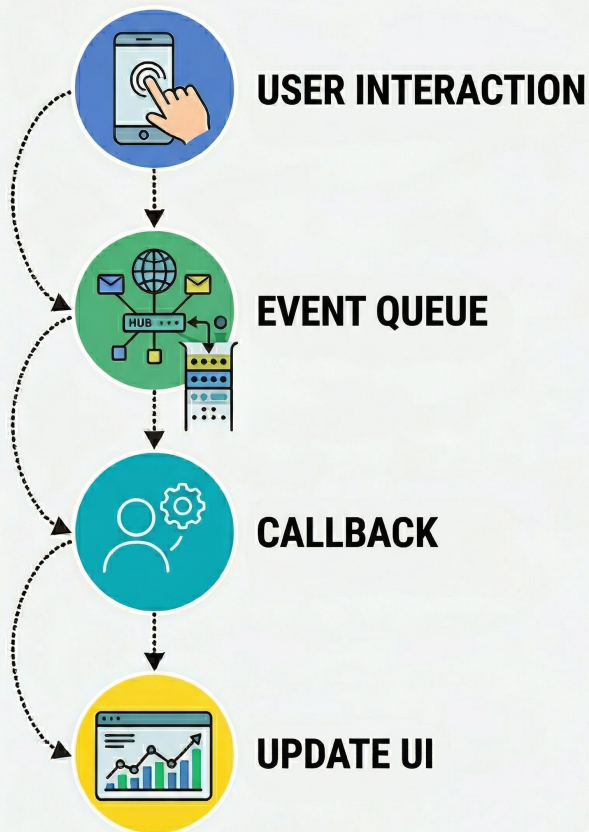 USER INTERACTION
EVENT QUEUE
HUB
CALLBACK
UPDATE UI